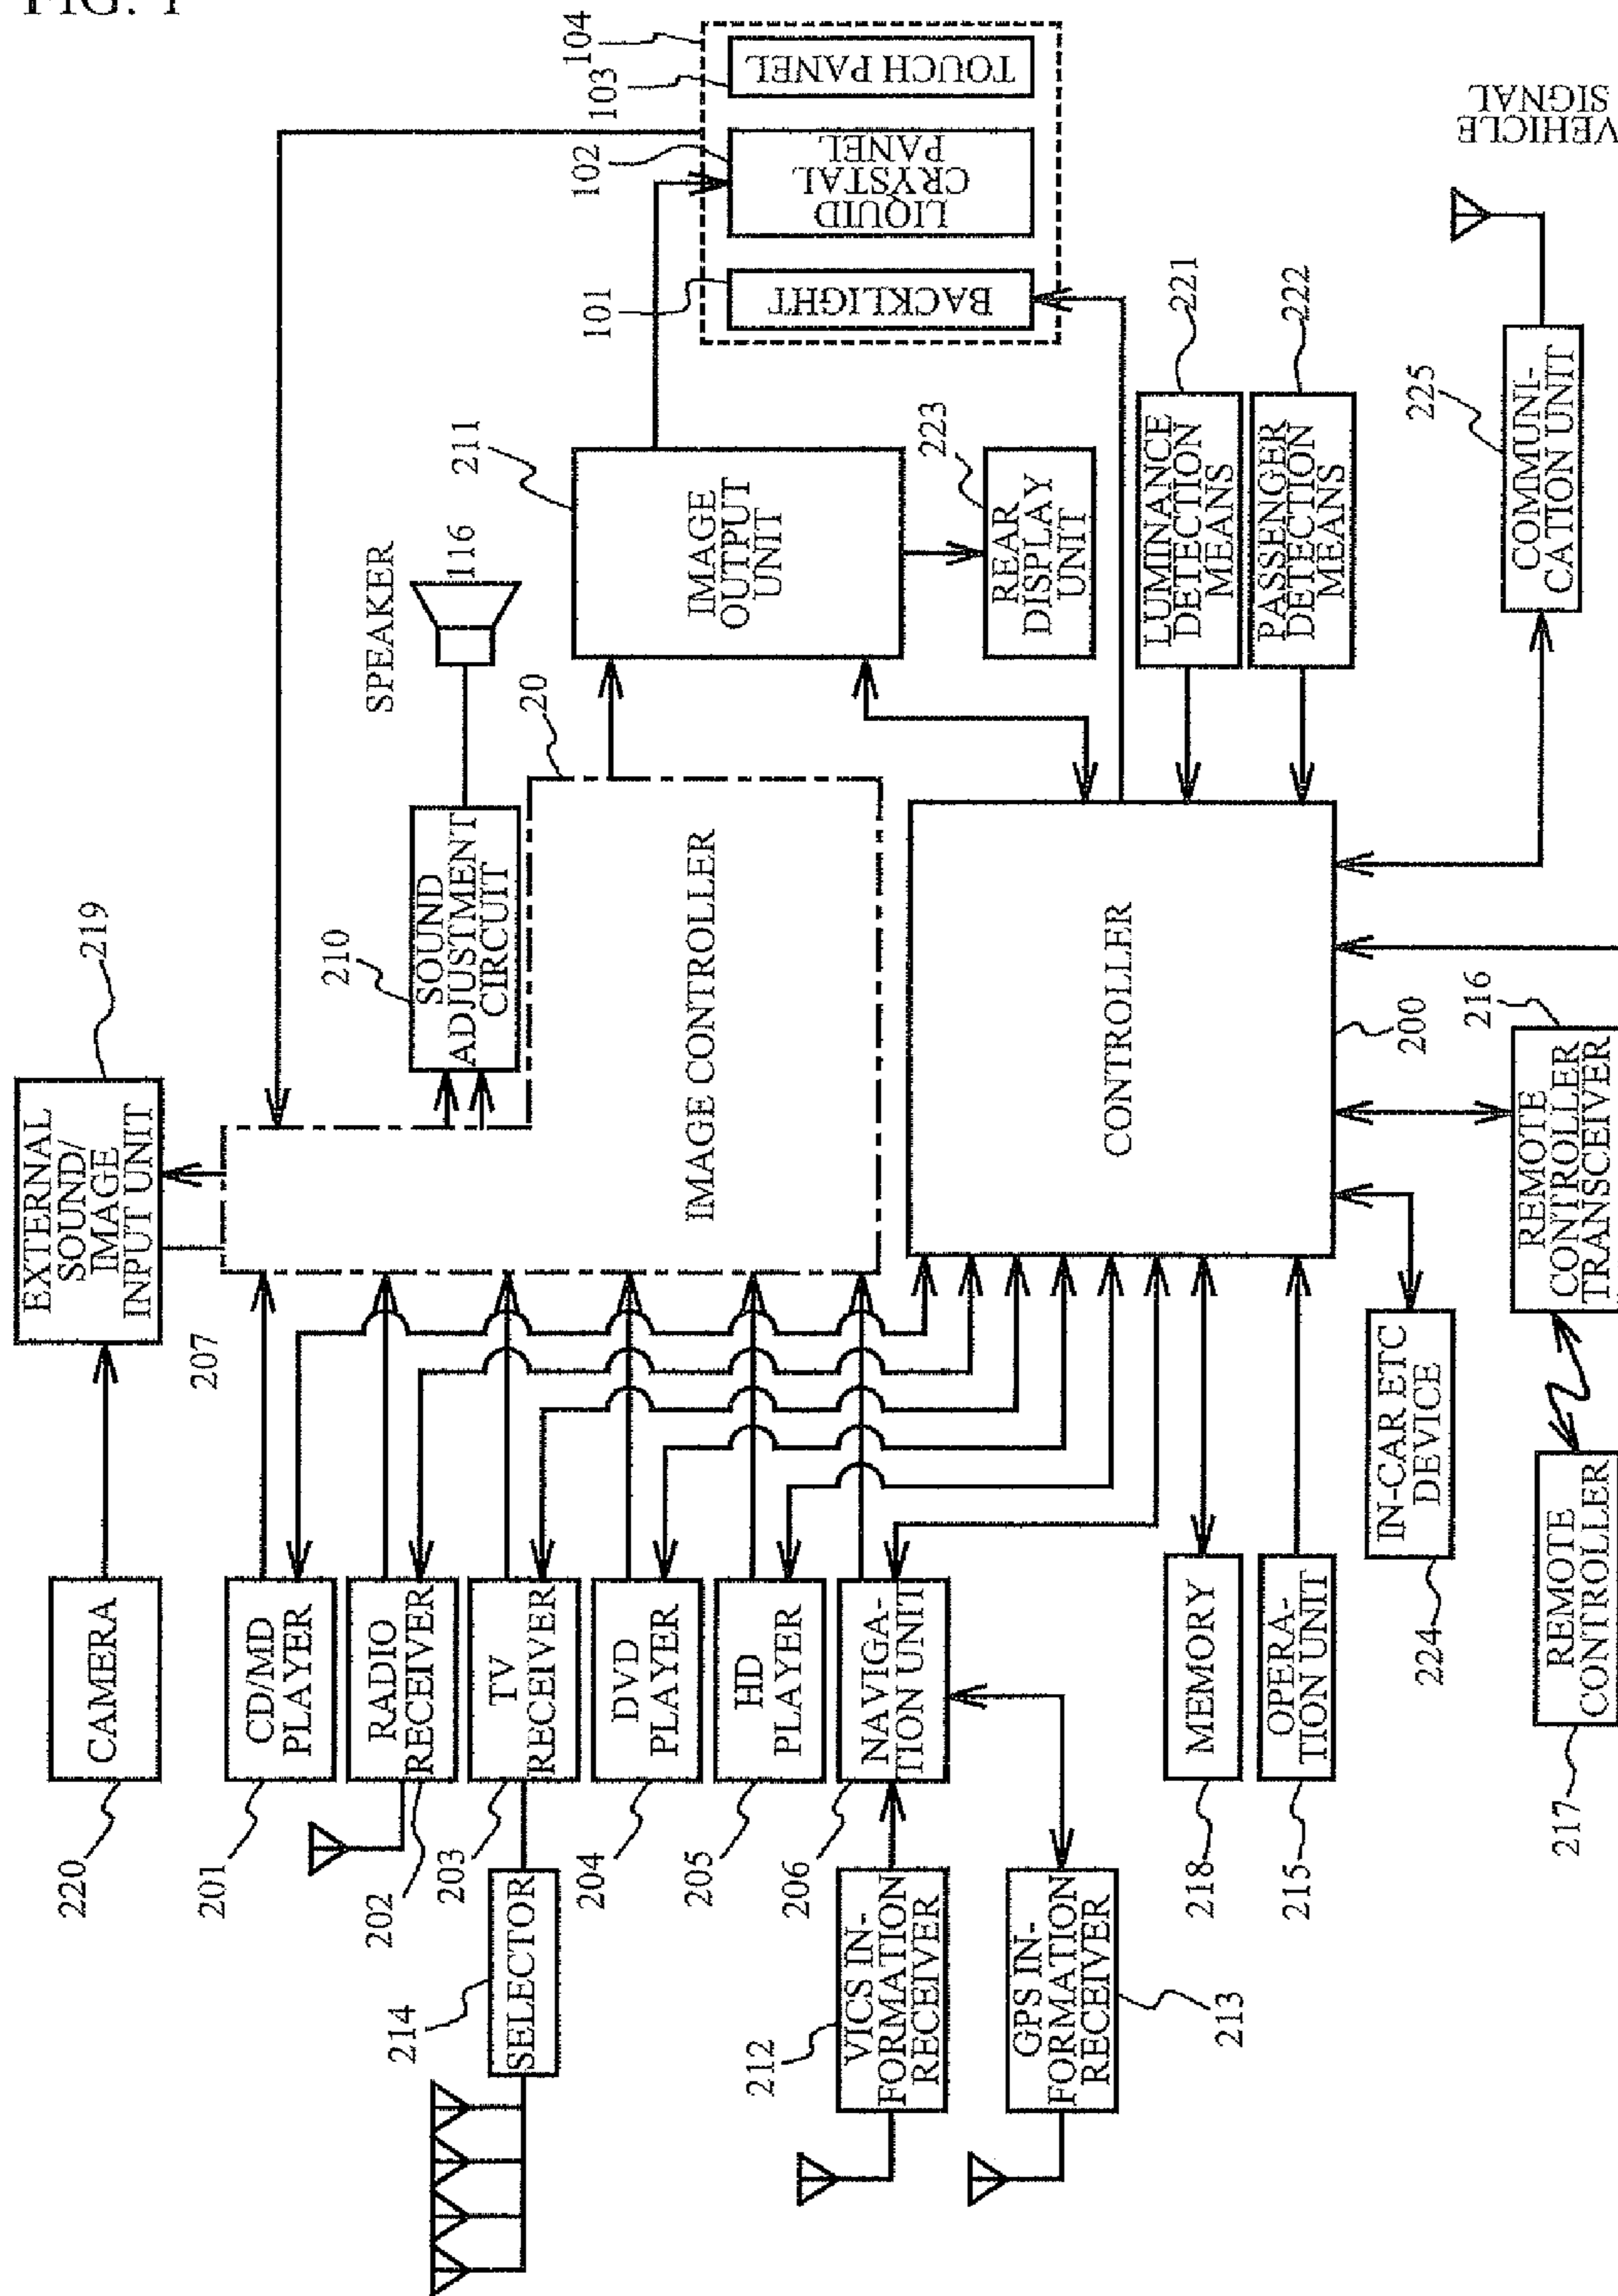 FIG. 1
104
TOUCH PANEL
103
LIQUID
CRYSTAL
PANEL
102
BACKLIGHT
101
VEHICLE
SIGNAL
SPEAKER
116
211
IMAGE
OUTPUT
UNIT
223
REAR
DISPLAY
UNIT
221
LUMINANCE
DETECTION
MEANS
222
PASSENGER
DETECTION
MEANS
225
COMMUNI-
CATION UNIT
219
EXTERNAL
SOUND/
IMAGE
INPUT UNIT
210
SOUND
ADJUSTMENT
CIRCUIT
20
IMAGE CONTROLLER
CONTROLLER
200
216
REMOTE
CONTROLLER
TRANSCEIVER
207
CAMERA
220
CD/MD
PLAYER
201
RADIO
RECEIVER
202
TV
RECEIVER
203
DVD
PLAYER
204
HD
PLAYER
205
NAVIGA-
TION UNIT
206
MEMORY
218
OPERA-
TION UNIT
215
IN-CAR ETC
DEVICE
224
REMOTE
CONTROLLER
217
SELECTOR
214
VICS IN-
FORMATION
RECEIVER
212
GPS IN-
FORMATION
RECEIVER
213